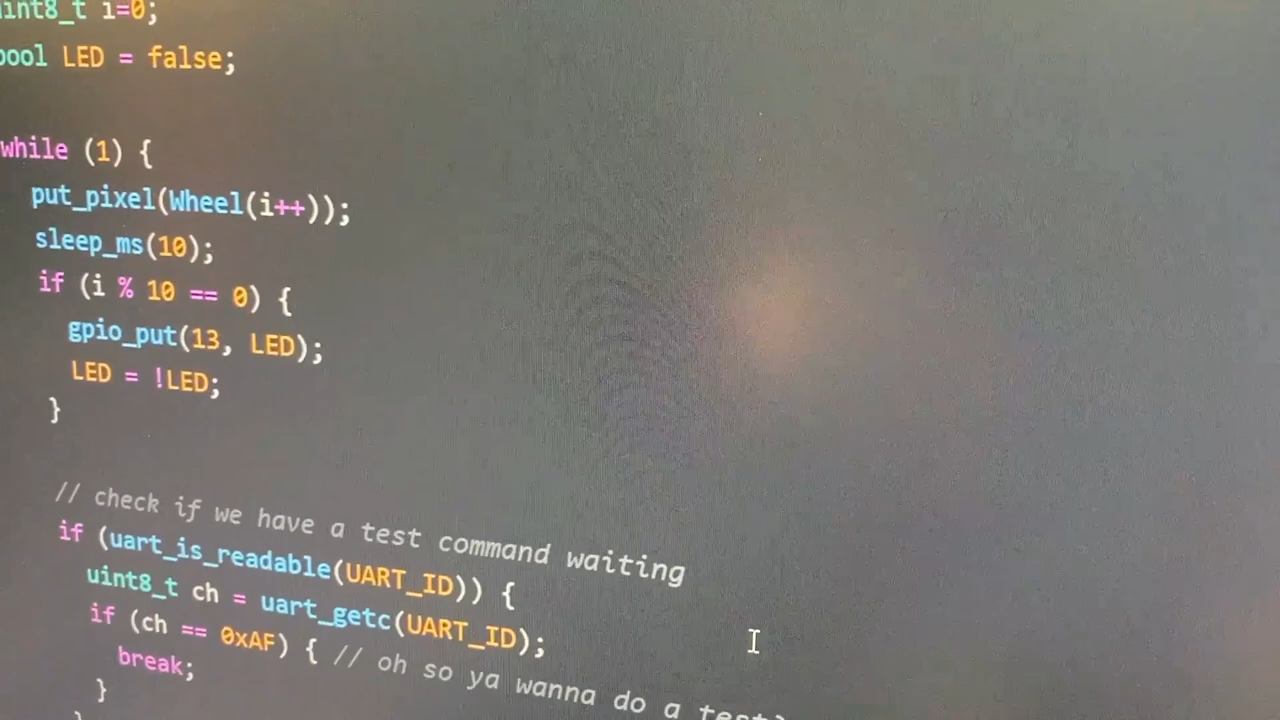 uint8_t i=0;
bool LED = false;
while (1) {
put_pixel(Wheel(i++));
sleep_ms(10);
if (i % 10 == 0) {
gpio_put(13, LED);
LED = !LED;
}
// check if we have a test command waiting
if (uart_is_readable(UART_ID)) {
uint8_t ch = uart_getc(UART_ID);
if (ch == 0xAF) { // oh so ya wanna do a test?
break;
}
}